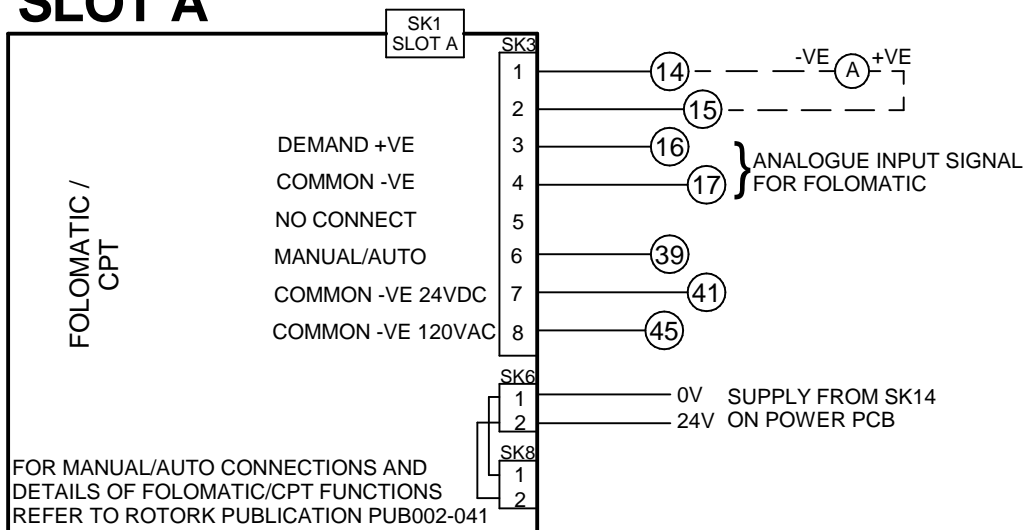 SLOT A
SK1
SLOT A
SK3
1
14
-VE
A
+VE
2
15
DEMAND +VE
3
16
COMMON -VE
4
17
}
ANALOGUE INPUT SIGNAL
FOR FOLOMATIC
NO CONNECT
5
MANUAL/AUTO
6
39
COMMON -VE 24VDC
7
41
COMMON -VE 120VAC
8
45
FOLOMATIC /
CPT
SK6
1
0V
SUPPLY FROM SK14
2
24V
ON POWER PCB
SK8
1
2
FOR MANUAL/AUTO CONNECTIONS AND
DETAILS OF FOLOMATIC/CPT FUNCTIONS
REFER TO ROTORK PUBLICATION PUB002-041